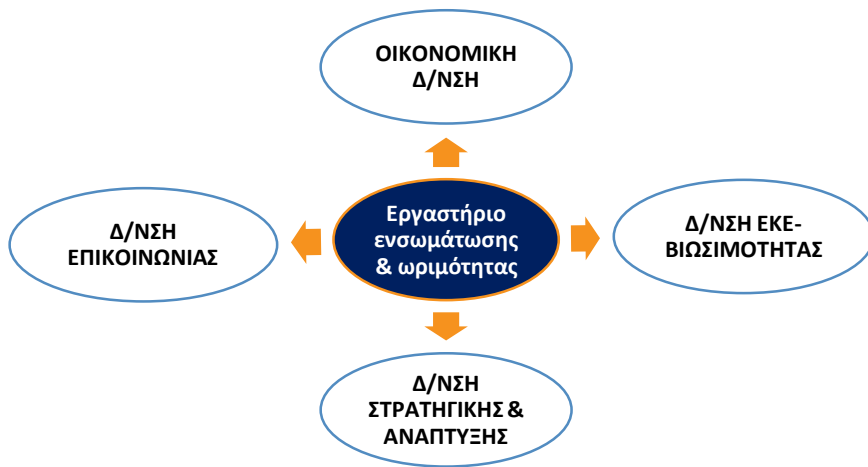 ΟΙΚΟΝΟΜΙΚΗ
Δ/ΝΣΗ
Δ/ΝΣΗ
ΕΠΙΚΟΙΝΩΝΙΑΣ
Εργαστήριο
ενσωμάτωσης
& ωριμότητας
Δ/ΝΣΗ ΕΚΕ-
ΒΙΩΣΙΜΟΤΗΤΑΣ
Δ/ΝΣΗ
ΣΤΡΑΤΗΓΙΚΗΣ &
ΑΝΑΠΤΥΞΗΣ